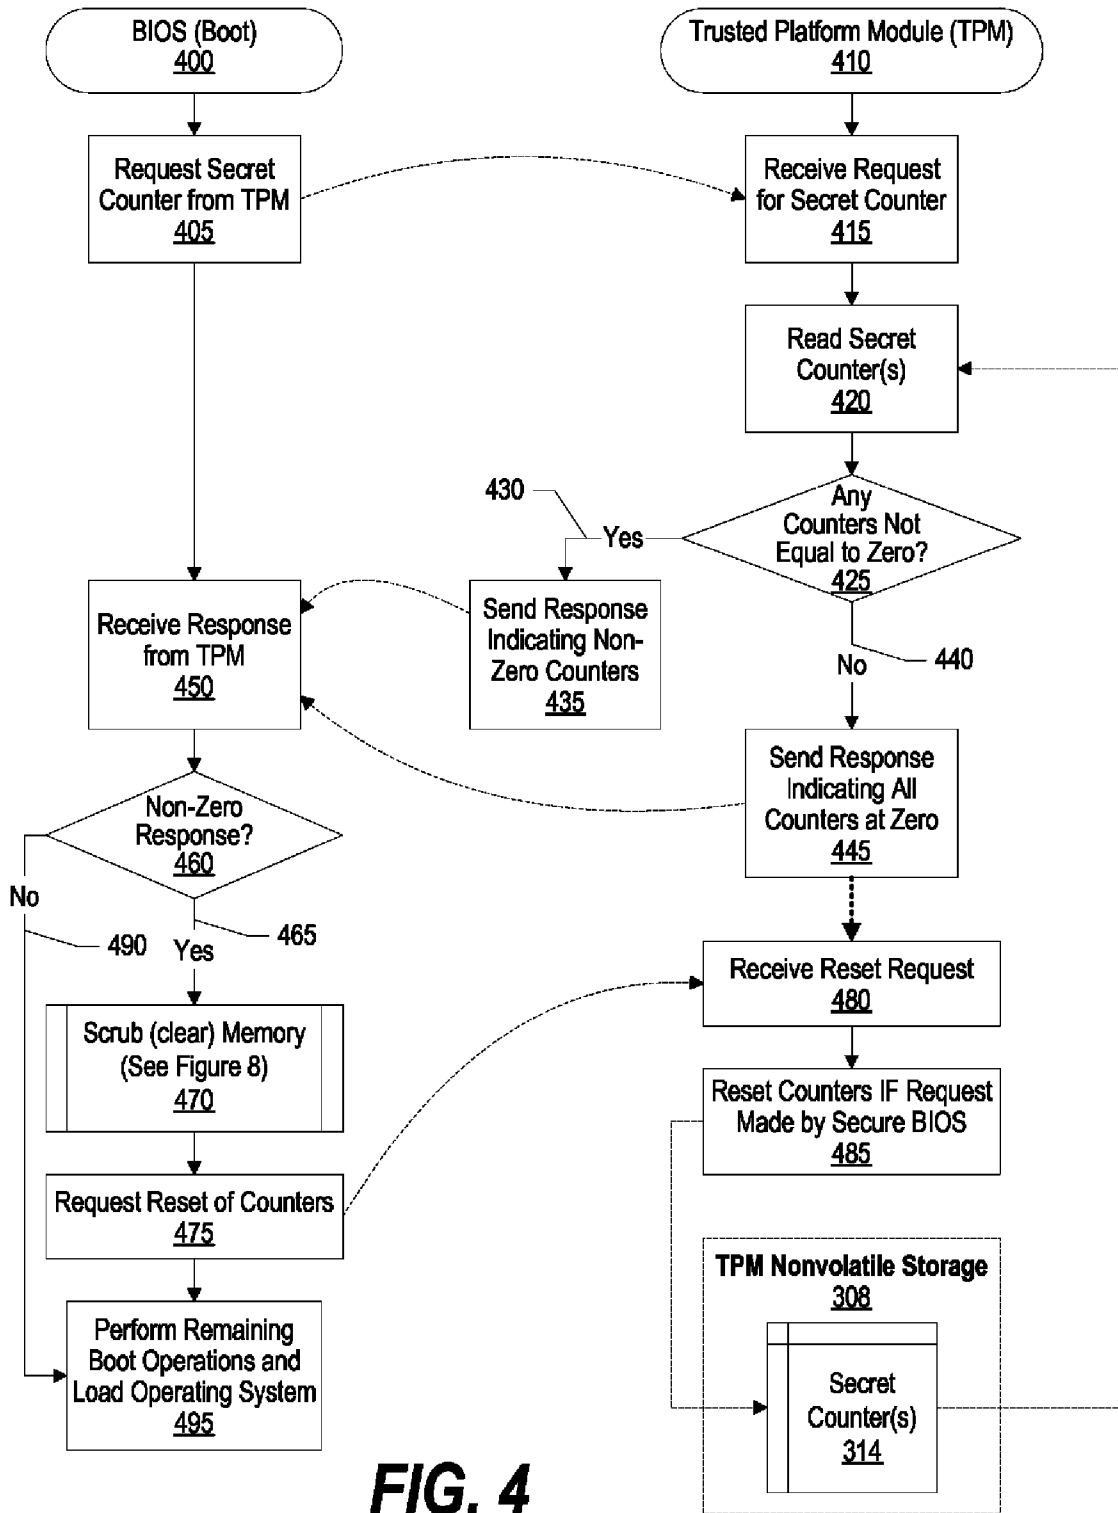 BIOS (Boot)
400
Trusted Platform Module (TPM)
410
Request Secret
Counter from TPM
405
Receive Request
for Secret Counter
415
Read Secret
Counter(s)
420
Any
Counters Not
Equal to Zero?
425
430
Yes
440
No
Send Response
Indicating Non-
Zero Counters
435
Receive Response
from TPM
450
Send Response
Indicating All
Counters at Zero
445
Non-Zero
Response?
460
No
490
Yes
465
Scrub (clear) Memory
(See Figure 8)
470
Receive Reset Request
480
Reset Counters IF Request
Made by Secure BIOS
485
Request Reset of Counters
475
Perform Remaining
Boot Operations and
Load Operating System
495
TPM Nonvolatile Storage
308
Secret
Counter(s)
314
FIG. 4